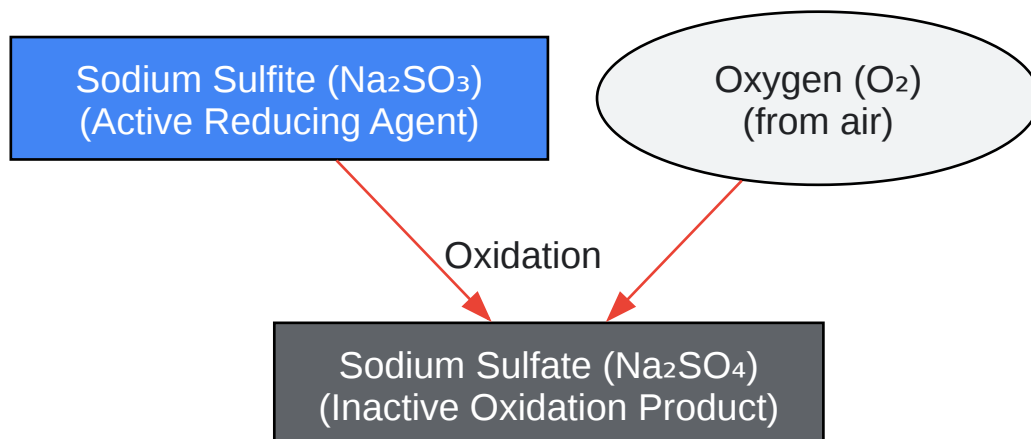 Sodium Sulfite (Na₂SO₃)
(Active Reducing Agent)
Oxygen (O₂)
(from air)
Oxidation
Sodium Sulfate (Na₂SO₄)
(Inactive Oxidation Product)